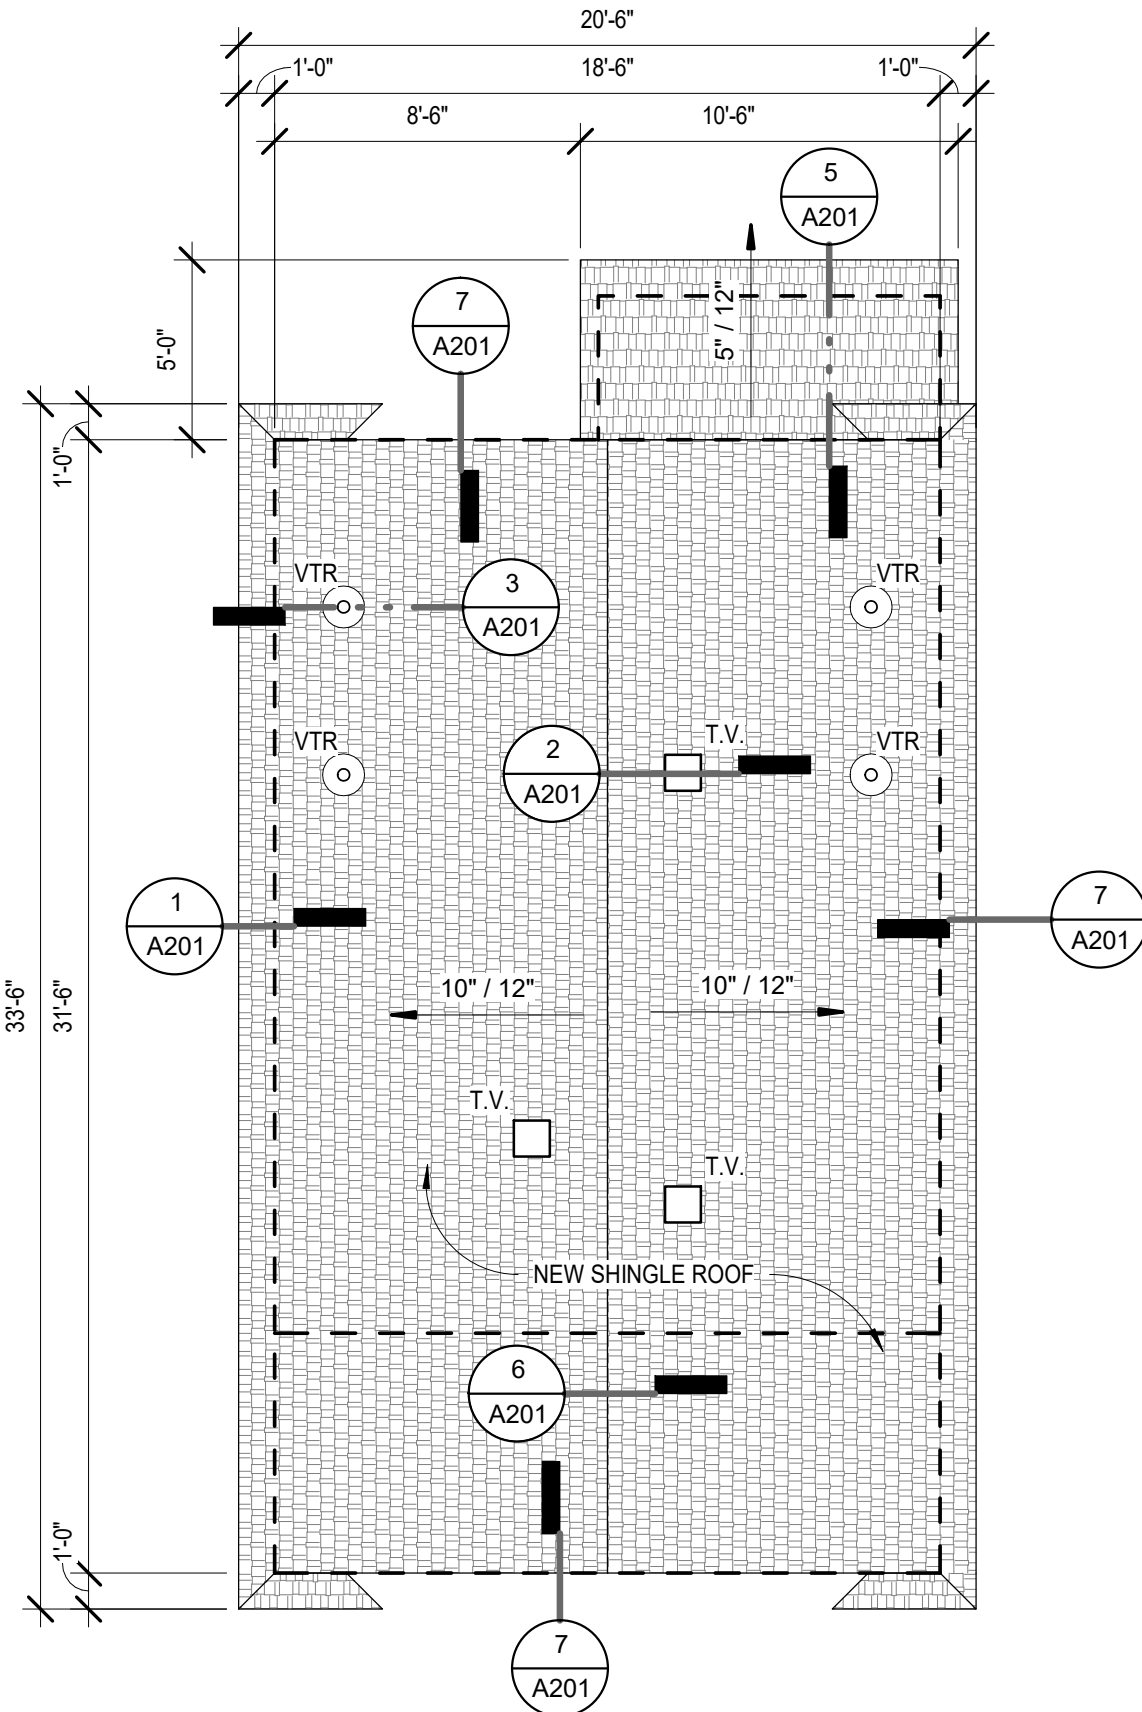 20'-6"
1'-0"
18'-6"
1'-0"
8'-6"
10'-6"
5
A201
7
A201
5" / 12"
5'-0"
1'-0"
VTR
3
A201
VTR
VTR
2
A201
T.V.
VTR
1
A201
7
A201
33'-6"
31'-6"
10" / 12"
10" / 12"
T.V.
T.V.
NEW SHINGLE ROOF
6
A201
1'-0"
7
A201